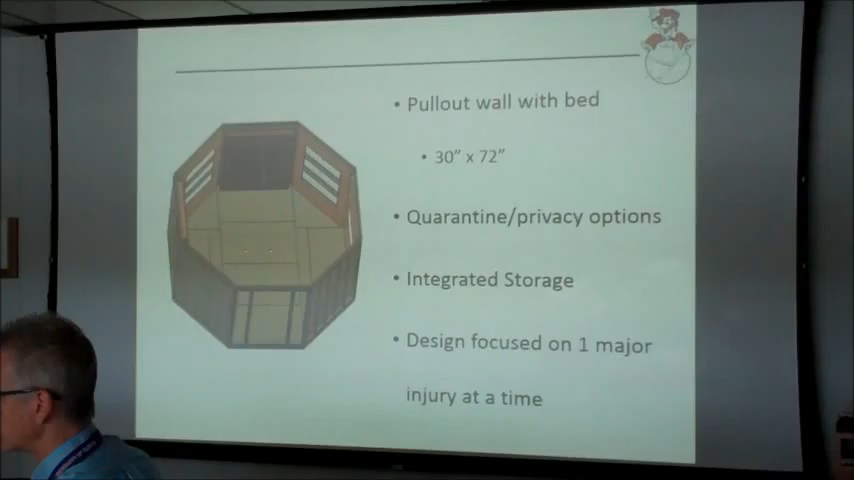 • Pullout wall with bed
• 30” x 72”
• Quarantine/privacy options
• Integrated Storage
• Design focused on 1 major
injury at a time